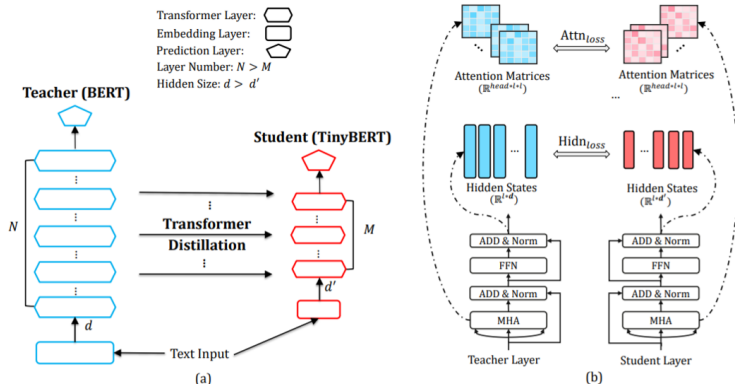 Transformer Layer:
Embedding Layer:
Prediction Layer:
Layer Number: N > M
Hidden Size: d > d′
Teacher (BERT)
Student (TinyBERT)
N
⋮
⋮
Transformer
Distillation
⋮
⋮
M
d
d′
Text Input
(a)
Attn_loss
Attention Matrices
(ℝ^head∗l∗l)
Attention Matrices
(ℝ^head∗l∗l)
...
Hidn_loss
Hidden States
(ℝ^l∗d)
Hidden States
(ℝ^l∗d′)
ADD & Norm
FFN
ADD & Norm
MHA
Teacher Layer
ADD & Norm
FFN
ADD & Norm
MHA
Student Layer
(b)